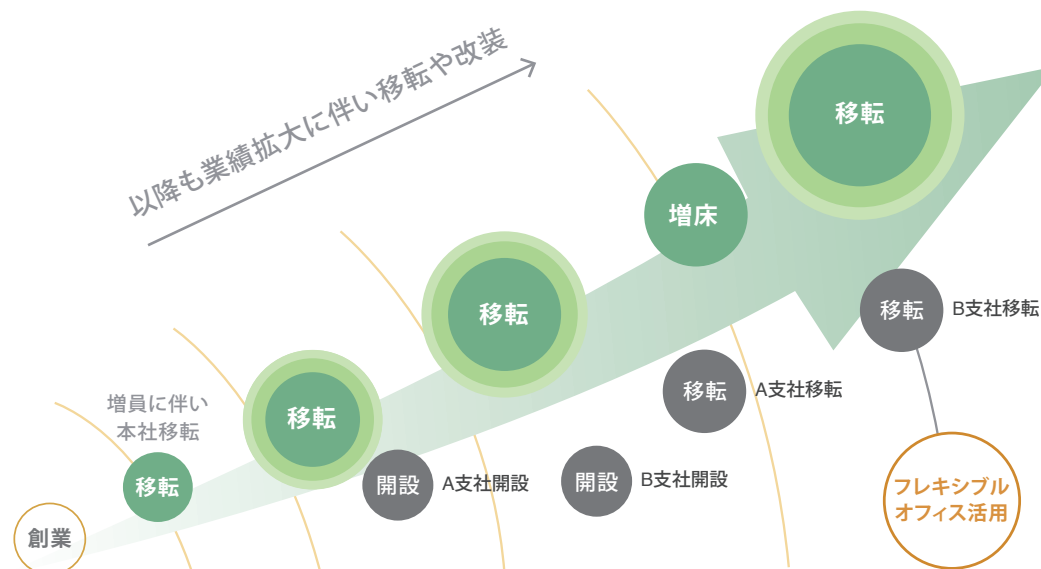 以降も業績拡大に伴い移転や改装
移転
増床
移転
B支社移転
移転
移転
A支社移転
増員に伴い
本社移転
移転
移転
開設
A支社開設
開設
B支社開設
フレキシブル
オフィス活用
創業